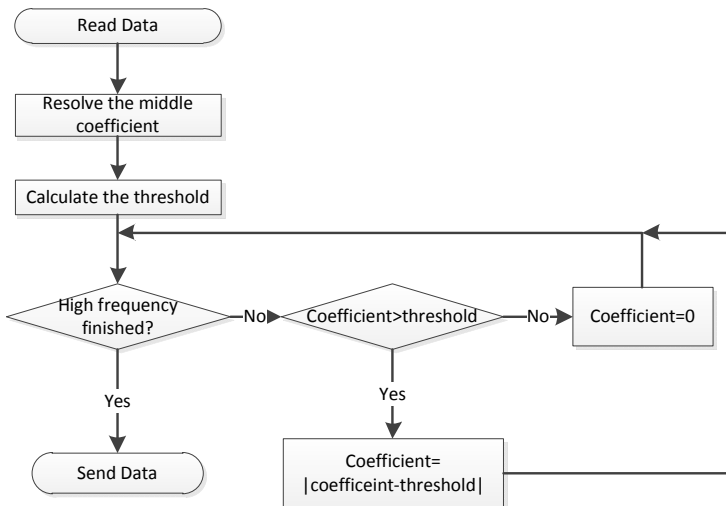 Read Data
Resolve the middle
coefficient
Calculate the threshold
High frequency
finished?
No
Coefficient>threshold
No
Coefficient=0
Yes
Yes
Send Data
Coefficient=
|coefficeint-threshold|